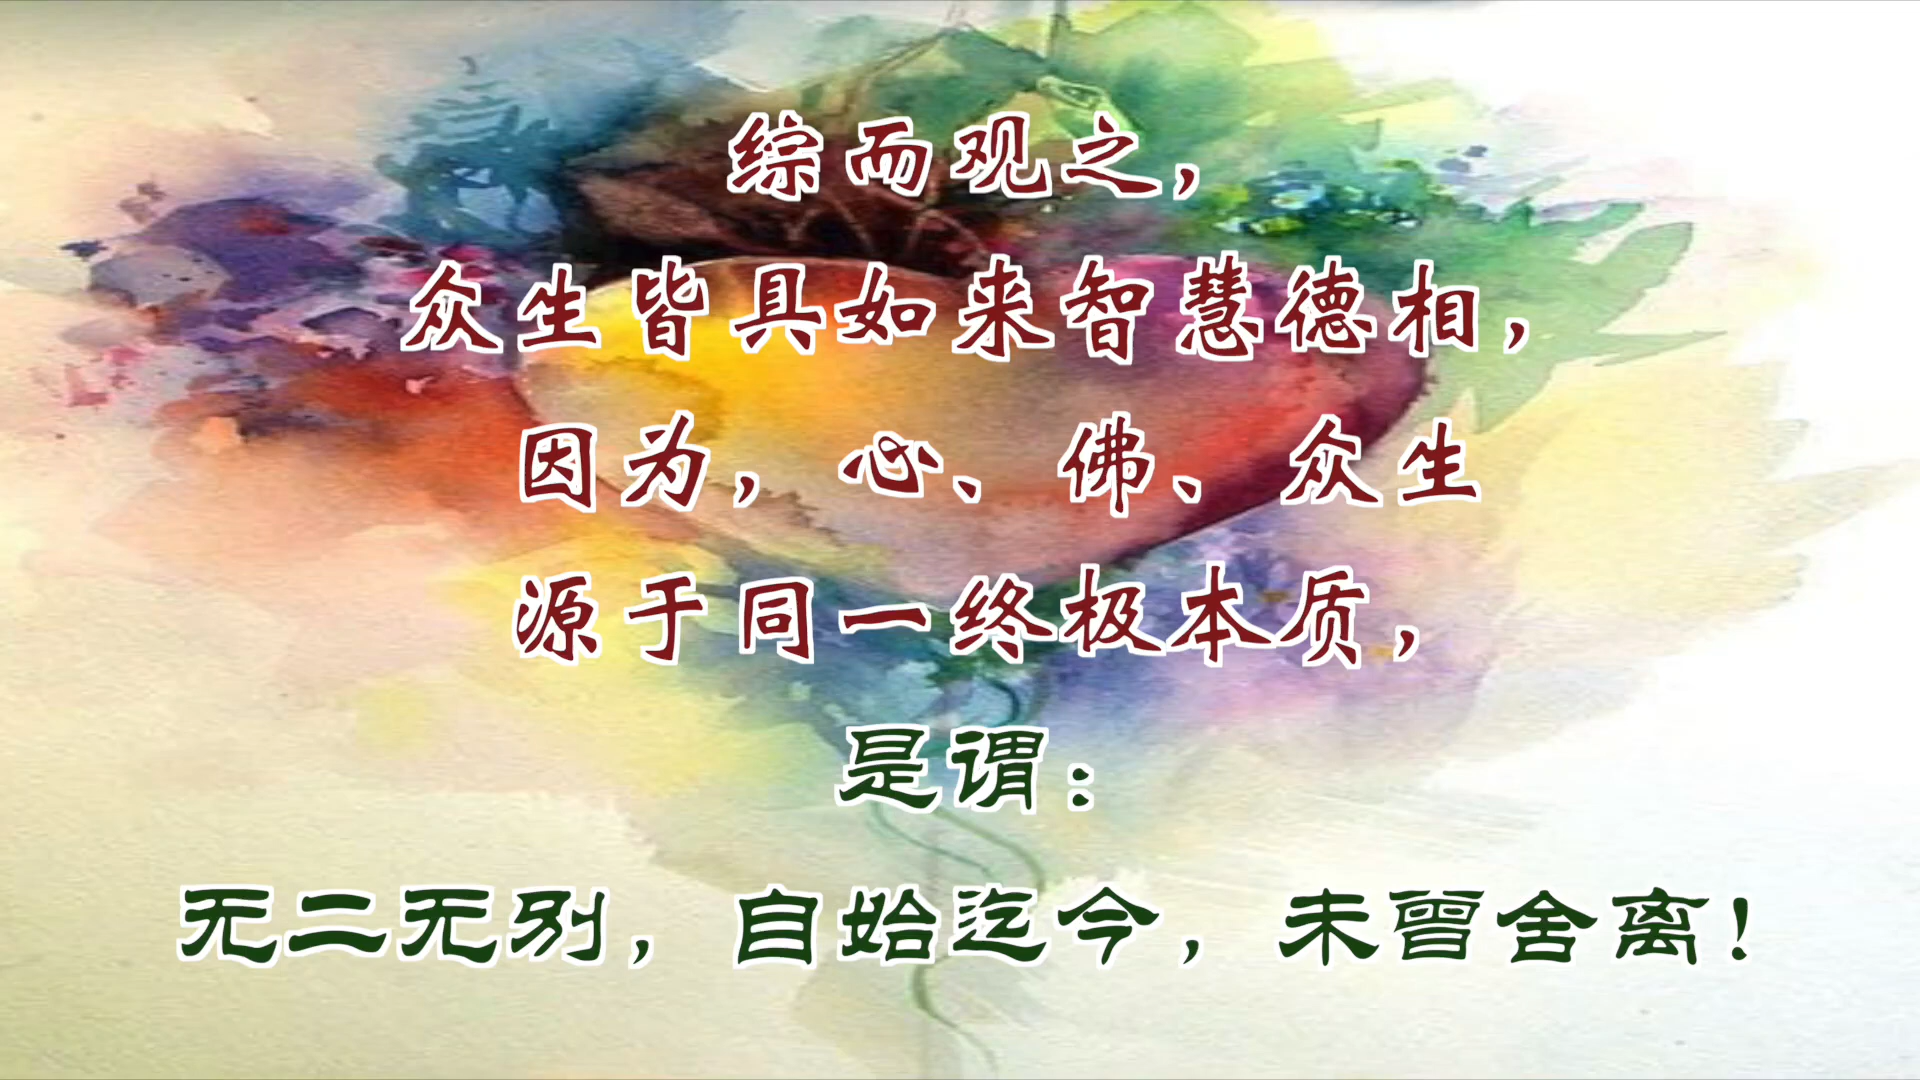 综而观之，
众生皆具如来智慧德相，
因为，心、佛、众生
源于同一终极本质，
是谓：
无二无别，自始迄今，未曾舍离！